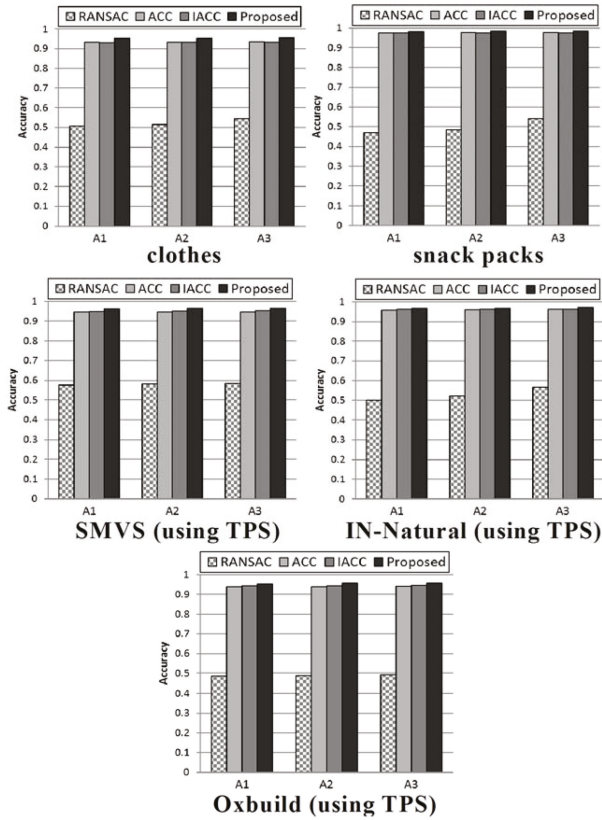 RANSAC ACC IACC Proposed
Accuracy
1
0.9
0.8
0.7
0.6
0.5
0.4
0.3
0.2
0.1
0
A1 A2 A3
clothes
RANSAC ACC IACC Proposed
Accuracy
1
0.9
0.8
0.7
0.6
0.5
0.4
0.3
0.2
0.1
0
A1 A2 A3
snack packs
RANSAC ACC IACC Proposed
Accuracy
1
0.9
0.8
0.7
0.6
0.5
0.4
0.3
0.2
0.1
0
A1 A2 A3
SMVS (using TPS)
RANSAC ACC IACC Proposed
Accuracy
1
0.9
0.8
0.7
0.6
0.5
0.4
0.3
0.2
0.1
0
A1 A2 A3
IN-Natural (using TPS)
RANSAC ACC IACC Proposed
Accuracy
1
0.9
0.8
0.7
0.6
0.5
0.4
0.3
0.2
0.1
0
A1 A2 A3
Oxbuild (using TPS)